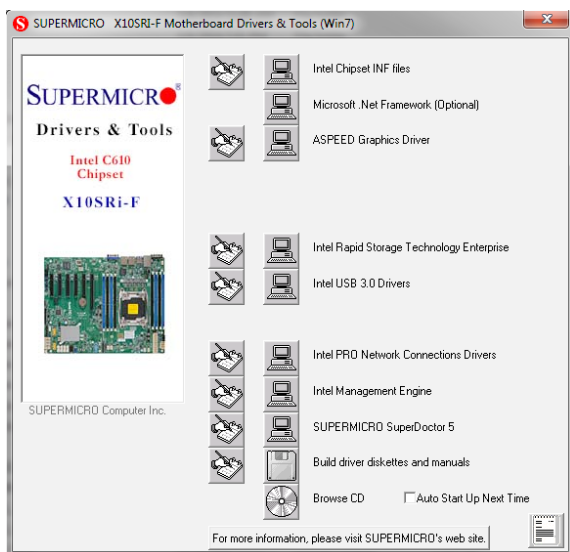 SUPERMICRO X10SRI-F Motherboard Drivers & Tools (Win7)
SUPERMICRO
Drivers & Tools
Intel C610
Chipset
X10SRi-F
SUPERMICRO Computer Inc.
Intel Chipset INF files
Microsoft .Net Framework (Optional)
ASPEED Graphics Driver
Intel Rapid Storage Technology Enterprise
Intel USB 3.0 Drivers
Intel PRO Network Connections Drivers
Intel Management Engine
SUPERMICRO SuperDoctor 5
Build driver diskettes and manuals
Browse CD
Auto Start Up Next Time
For more information, please visit SUPERMICRO's web site.